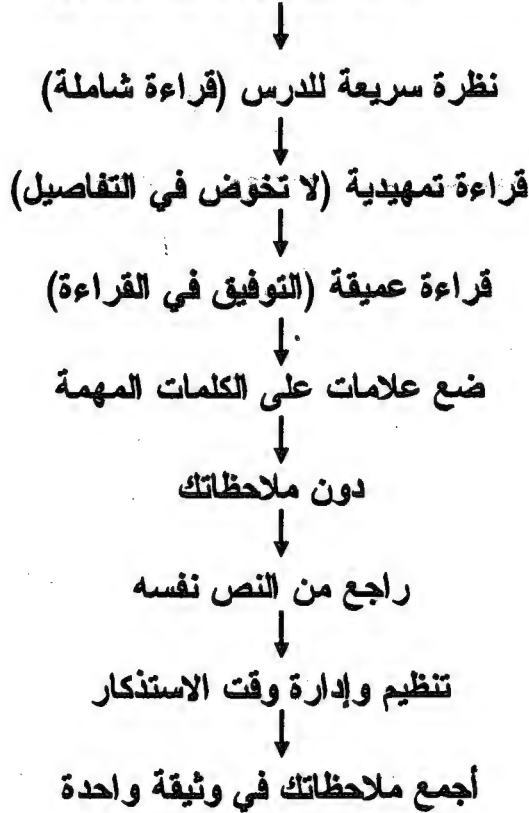 نظرة سريعة للدرس (قراءة شاملة)
قراءة تمهيدية (لا تخوض في التفاصيل)
قراءة عميقة (التوفيق في القراءة)
ضع علامات على الكلمات المهمة
دون ملاحظاتك
راجع من النص نفسه
تنظيم وإدارة وقت الاستذكار
أجمع ملاحظاتك في وثيقة واحدة